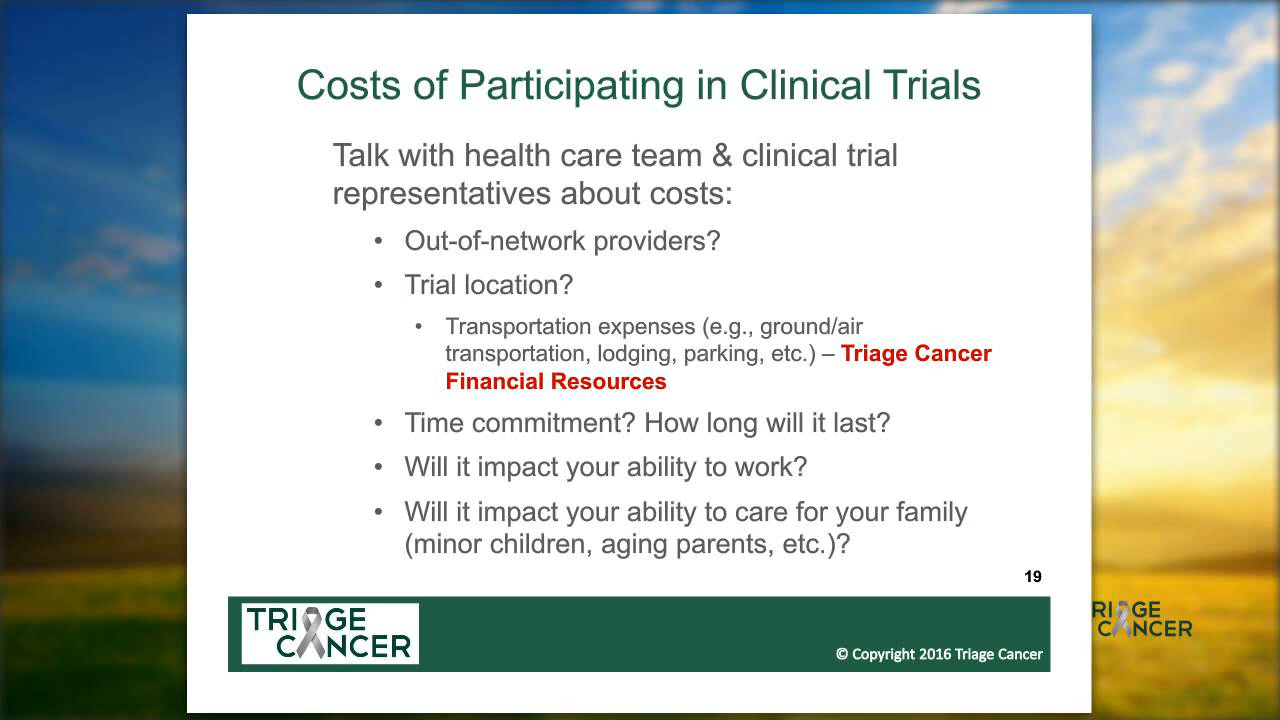 Costs of Participating in Clinical Trials
Talk with health care team & clinical trial
representatives about costs:
• Out-of-network providers?
• Trial location?
• Transportation expenses (e.g., ground/air
transportation, lodging, parking, etc.) – Triage Cancer
Financial Resources
• Time commitment? How long will it last?
• Will it impact your ability to work?
• Will it impact your ability to care for your family
(minor children, aging parents, etc.)?
19
TRIAGE
CANCER
© Copyright 2016 Triage Cancer
RIAGE
CANCER